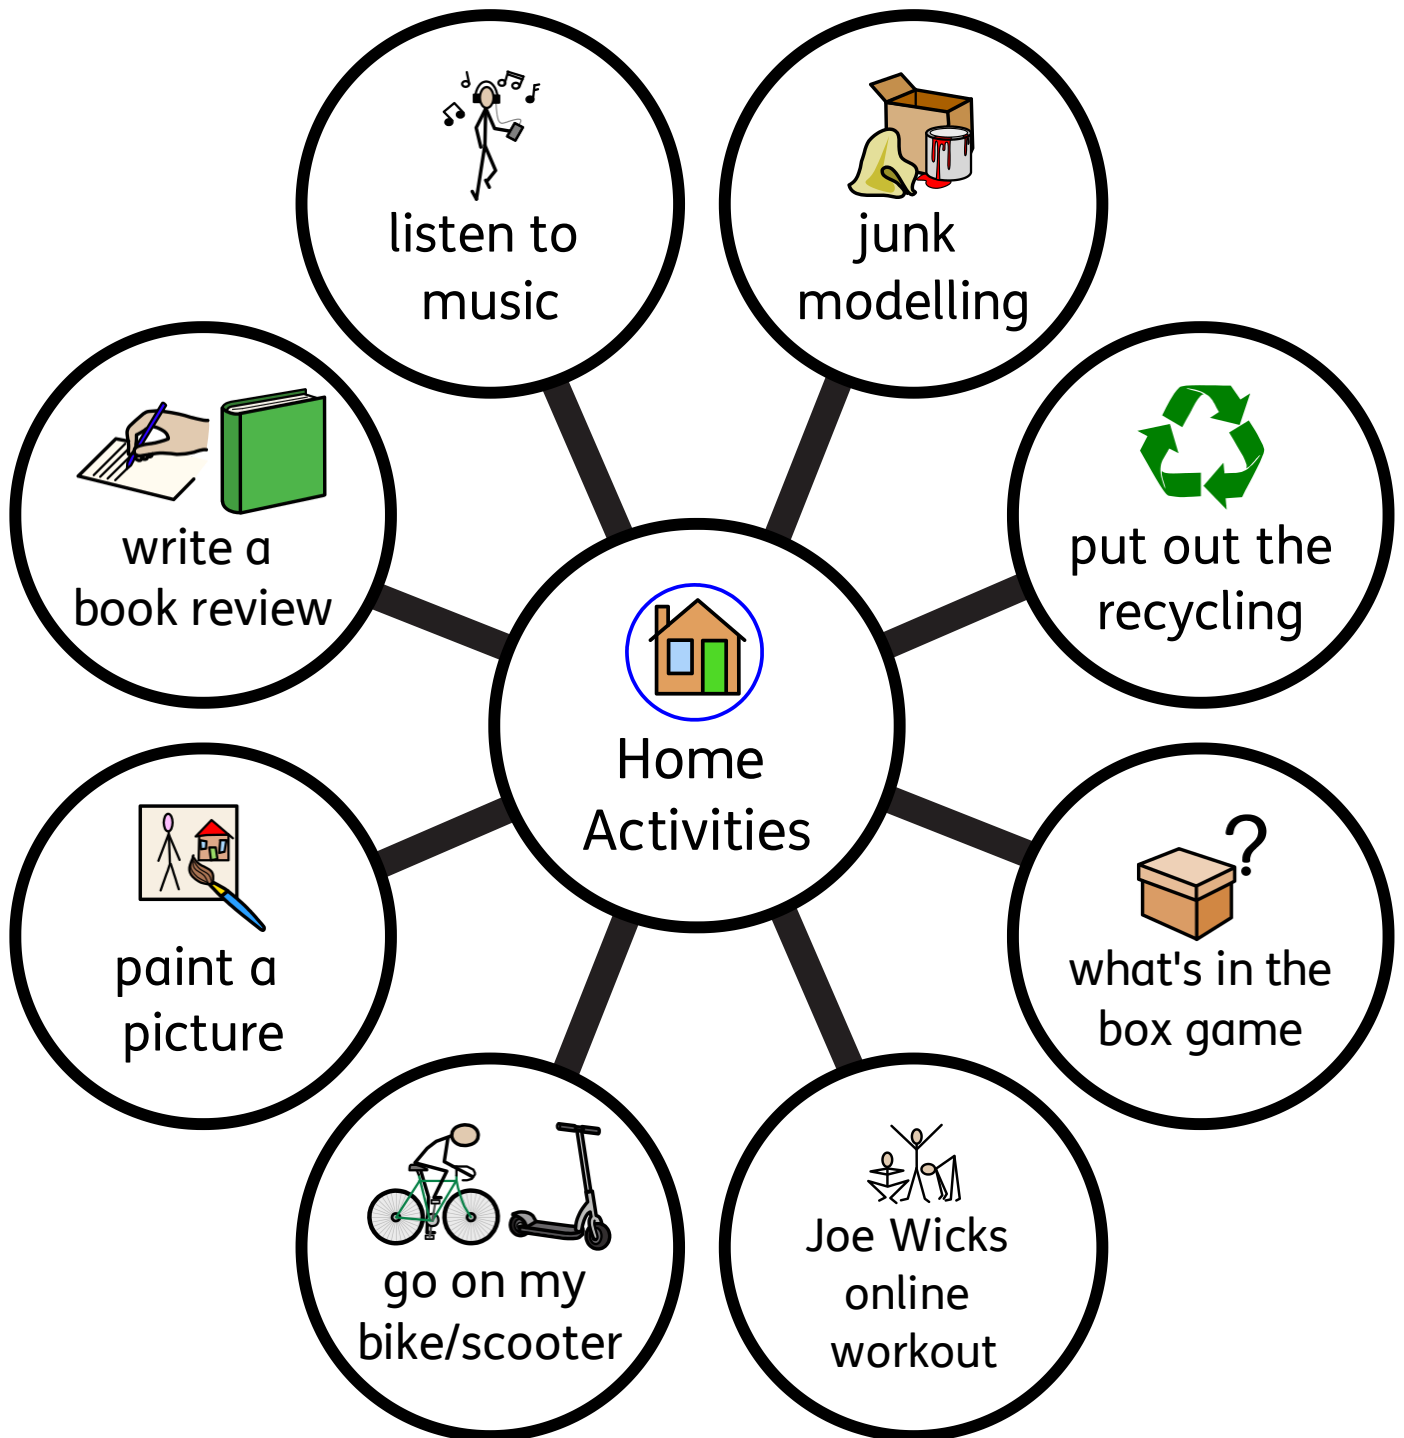 listen to
music
junk
modelling
write a
book review
put out the
recycling
Home
Activities
paint a
picture
what's in the
box game
go on my
bike/scooter
Joe Wicks
online
workout